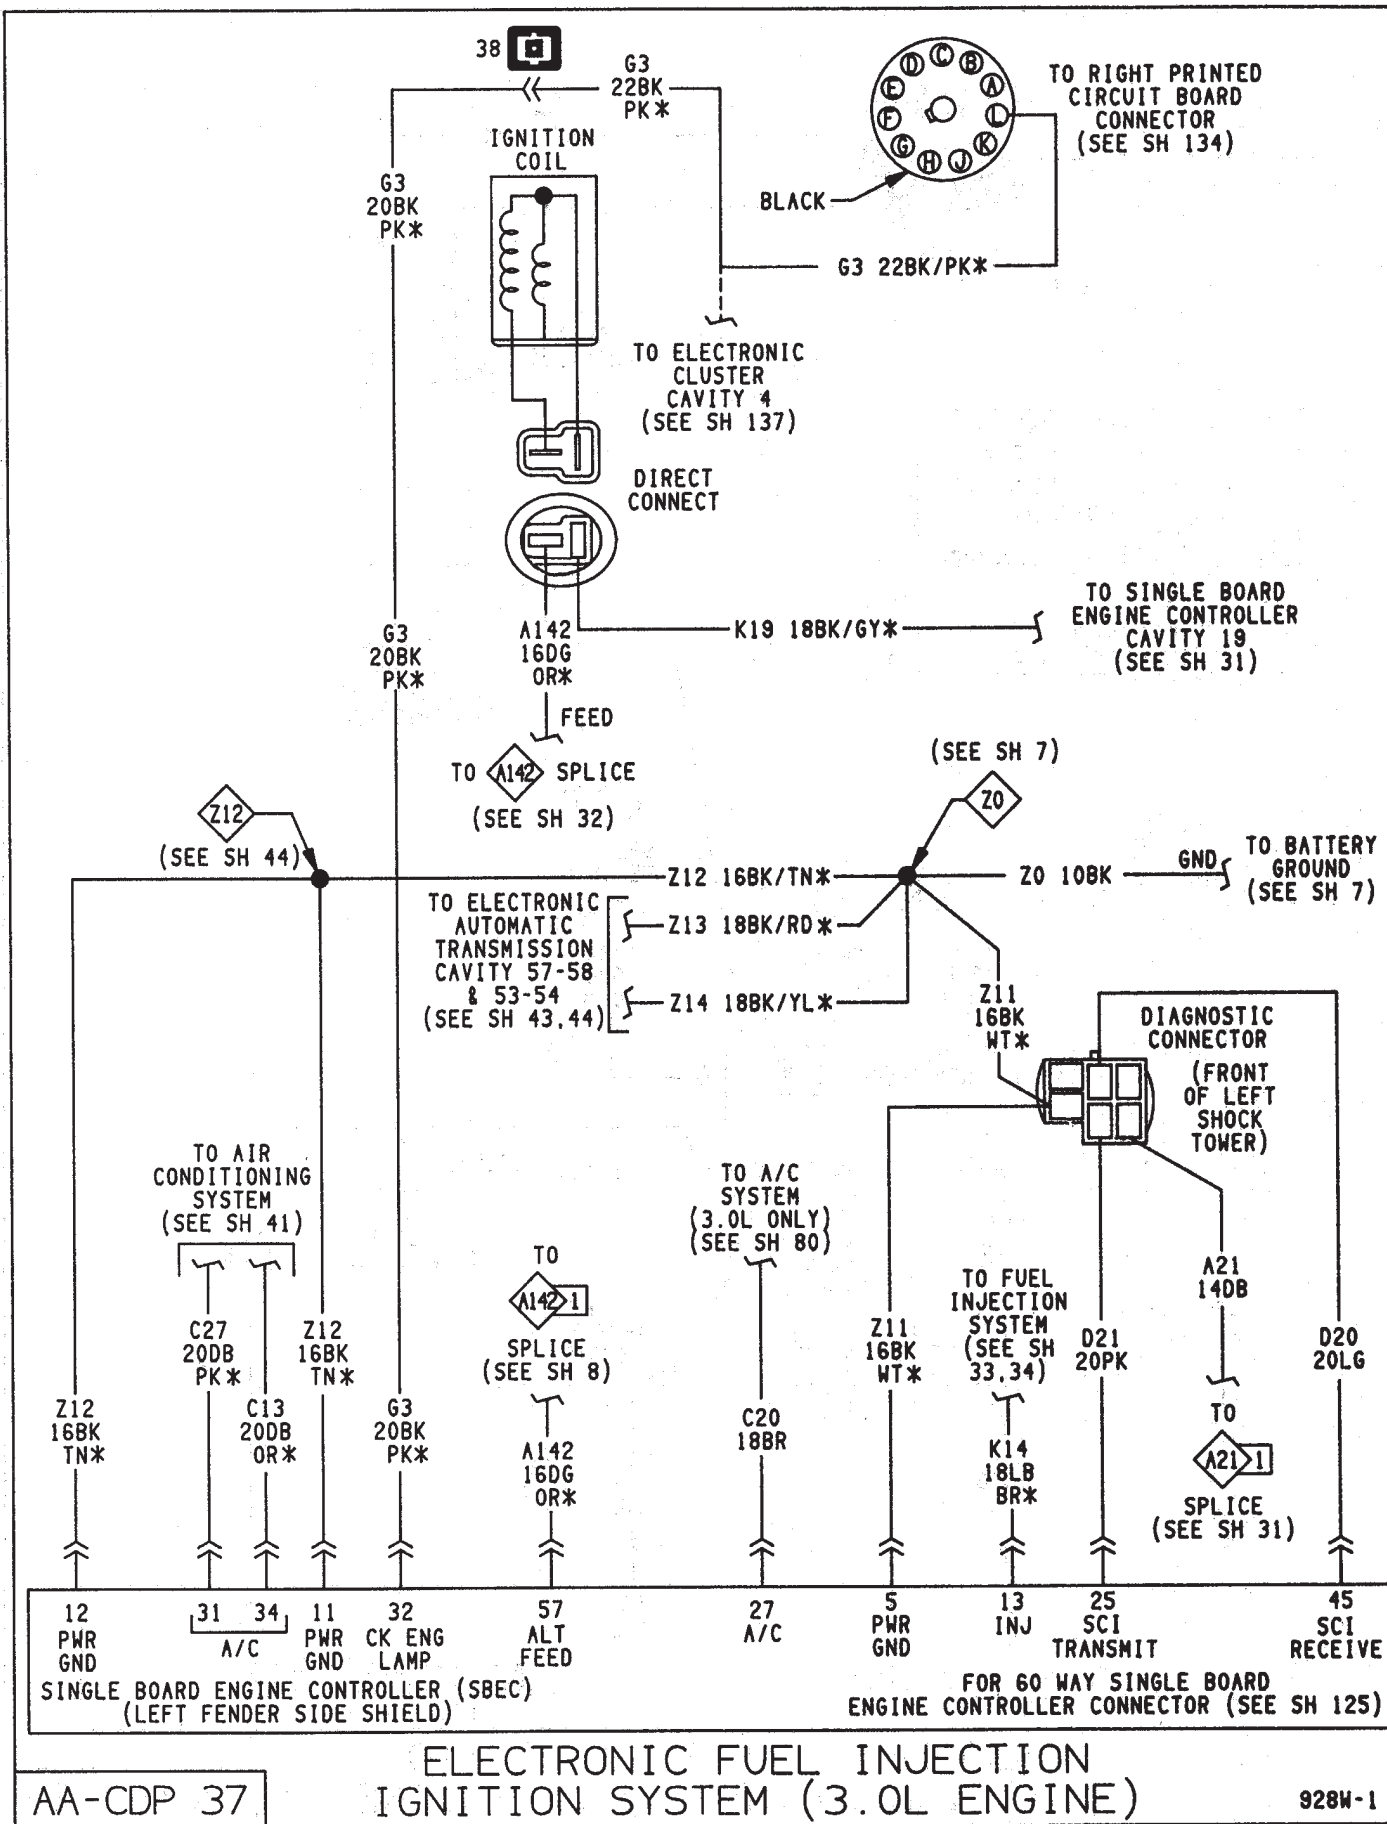 38
G3
22BK
PK*
IGNITION
COIL
D
C
B
A
E
F
L
G
H
J
K
TO RIGHT PRINTED
CIRCUIT BOARD
CONNECTOR
(SEE SH 134)
BLACK
G3
20BK
PK*
G3 22BK/PK*
TO ELECTRONIC
CLUSTER
CAVITY 4
(SEE SH 137)
DIRECT
CONNECT
G3
20BK
PK*
A142
16DG
OR*
K19 18BK/GY*
TO SINGLE BOARD
ENGINE CONTROLLER
CAVITY 19
(SEE SH 31)
FEED
TO A142 SPLICE
(SEE SH 32)
(SEE SH 7)
Z0
Z12
(SEE SH 44)
Z12 16BK/TN*
Z0 10BK
GND
TO BATTERY
GROUND
(SEE SH 7)
TO ELECTRONIC
AUTOMATIC
TRANSMISSION
CAVITY 57-58
& 53-54
(SEE SH 43,44)
Z13 18BK/RD*
Z14 18BK/YL*
Z11
16BK
WT*
DIAGNOSTIC
CONNECTOR
(FRONT
OF LEFT
SHOCK
TOWER)
TO AIR
CONDITIONING
SYSTEM
(SEE SH 41)
TO A/C
SYSTEM
(3.0L ONLY)
(SEE SH 80)
TO
A142 1
SPLICE
(SEE SH 8)
TO FUEL
INJECTION
SYSTEM
(SEE SH
33,34)
A21
14DB
C27
20DB
PK*
Z12
16BK
TN*
Z11
16BK
WT*
D21
20PK
D20
20LG
Z12
16BK
TN*
C13
20DB
OR*
G3
20BK
PK*
A142
16DG
OR*
C20
18BR
K14
18LB
BR*
TO
A21 1
SPLICE
(SEE SH 31)
12
PWR
GND
31 34
A/C
11
PWR
GND
32
CK ENG
LAMP
57
ALT
FEED
27
A/C
5
PWR
GND
13
INJ
25
SCI
TRANSMIT
45
SCI
RECEIVE
SINGLE BOARD ENGINE CONTROLLER (SBEC)
(LEFT FENDER SIDE SHIELD)
FOR 60 WAY SINGLE BOARD
ENGINE CONTROLLER CONNECTOR (SEE SH 125)
AA-CDP 37
ELECTRONIC FUEL INJECTION
IGNITION SYSTEM (3.0L ENGINE)
928W-1